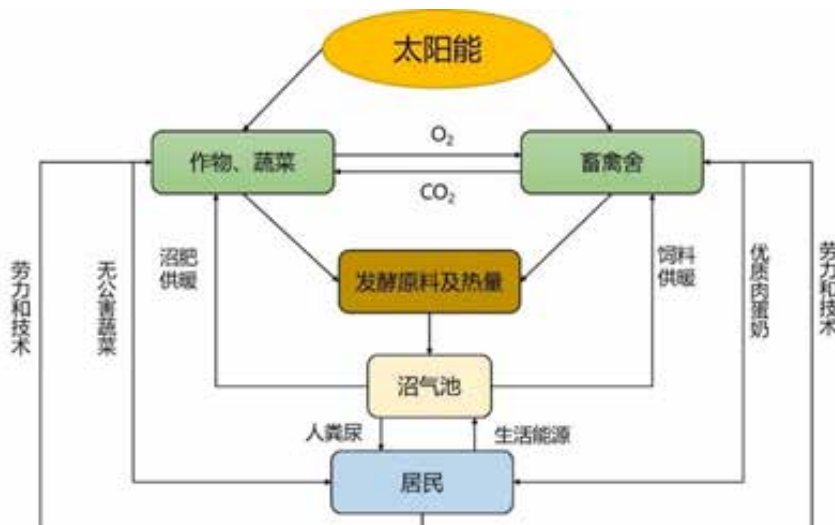 太阳能
O₂
作物、蔬菜
畜禽舍
CO₂
沼肥
供暖
饲料
供暖
劳力和技术
无公害蔬菜
发酵原料及热量
优质肉蛋奶
劳力和技术
沼气池
人粪尿
生活能源
居民